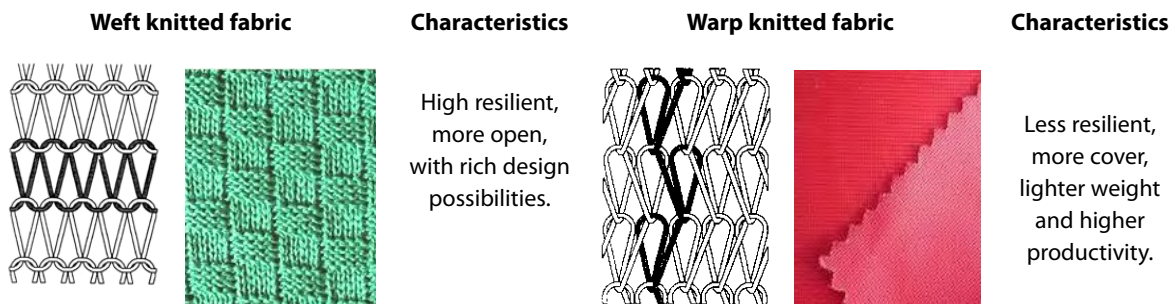 Weft knitted fabric
Characteristics
Warp knitted fabric
Characteristics
High resilient,
more open,
with rich design
possibilities.
Less resilient,
more cover,
lighter weight
and higher
productivity.